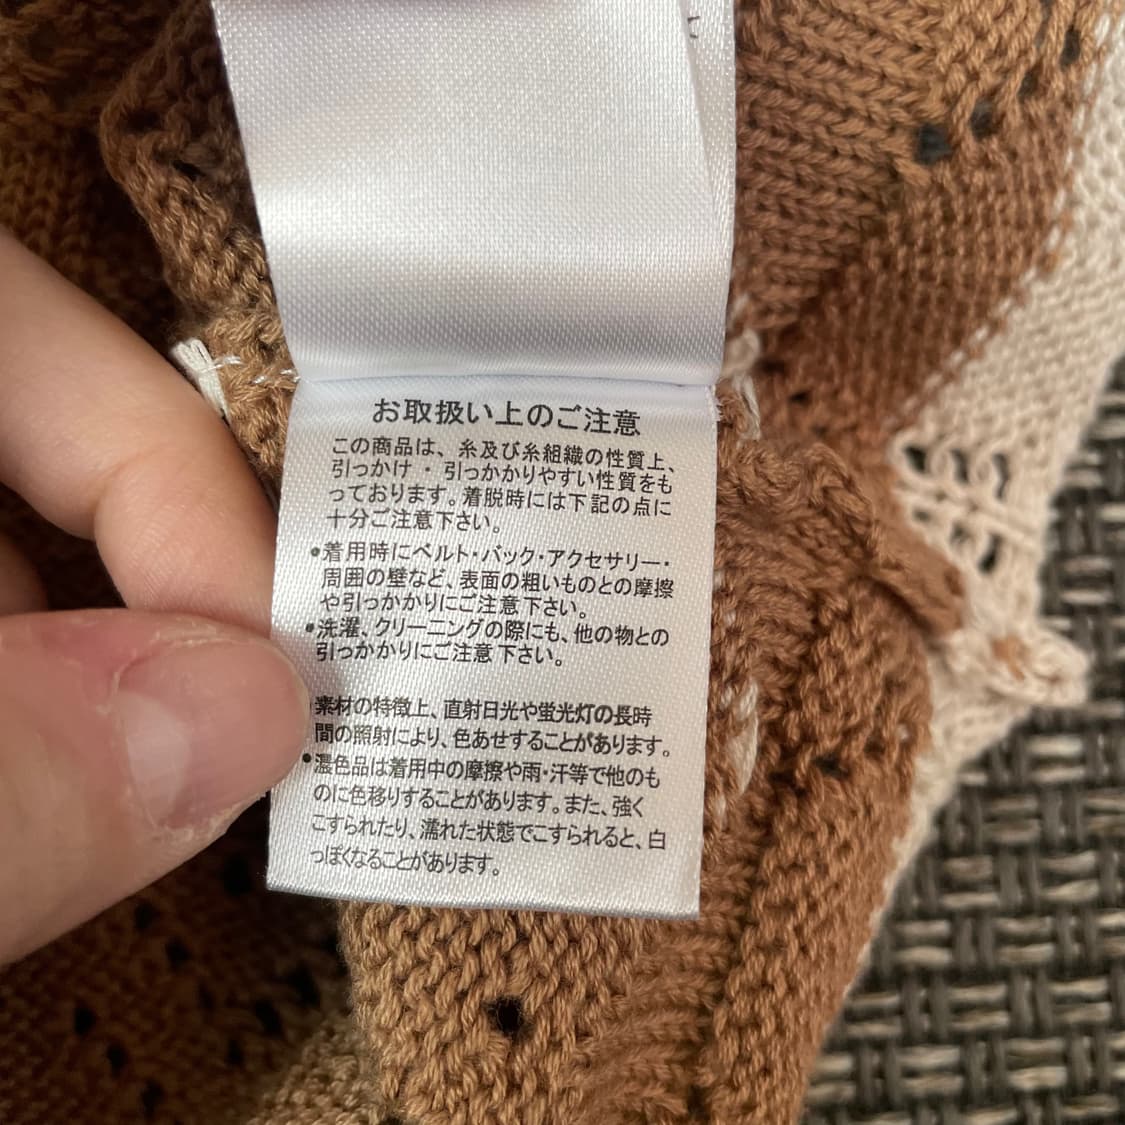 お取扱い上のご注意
この商品は、糸及び糸組織の性質上、
引っかけ・引っかかりやすい性質をも
っております。着脱時には下記の点に
十分ご注意下さい。
●着用時にベルト・バック・アクセサリー・
周囲の壁など、表面の粗いものとの摩擦
や引っかかりにご注意下さい。
●洗濯、クリーニングの際にも、他の物との
引っかかりにご注意下さい。
●素材の特徴上、直射日光や蛍光灯の長時
間の照射により、色あせすることがあります。
●濃色品は着用中の摩擦や雨・汗等で他のも
のに色移りすることがあります。また、強く
こすられたり、濡れた状態でこすられると、白
っぽくなることがあります。